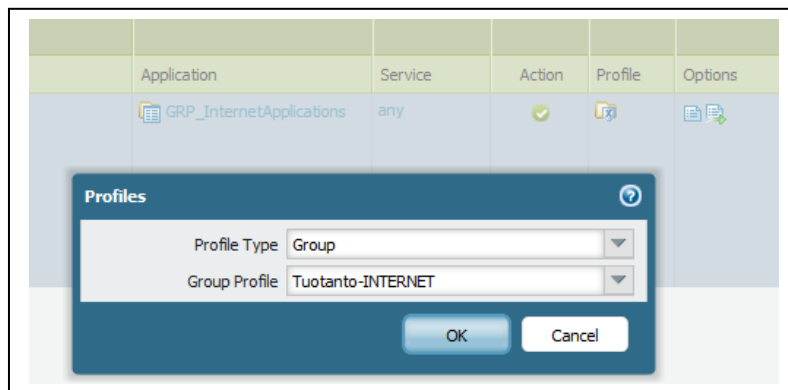 Application Service Action Profile Options
GRP_InternetApplications any
Profiles
Profile Type Group
Group Profile Tuotanto-INTERNET
OK Cancel